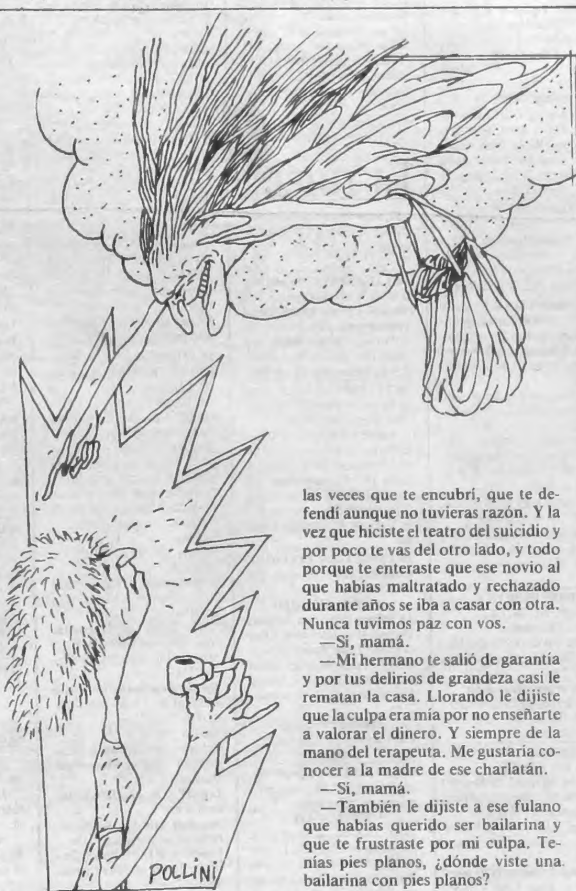 las veces que te encubrí, que te de-
fendí aunque no tuvieras razón. Y la
vez que hiciste el teatro del suicidio y
por poco te vas del otro lado, y todo
porque te enteraste que ese novio al
que habías maltratado y rechazado
durante años se iba a casar con otra.
Nunca tuvimos paz con vos.
—Si, mamá.
—Mi hermano te salió de garantía
y por tus delirios de grandeza casi le
rematan la casa. Llorando le dijiste
que la culpa era mía por no enseñarte
a valorar el dinero. Y siempre de la
mano del terapeuta. Me gustaría co-
nocer a la madre de ese charlatán.
—Si, mamá.
—También le dijiste a ese fulano
que habías querido ser bailarina y
que te frustraste por mi culpa. Te-
nías pies planos, ¿dónde viste una
bailarina con pies planos?
POLLINI